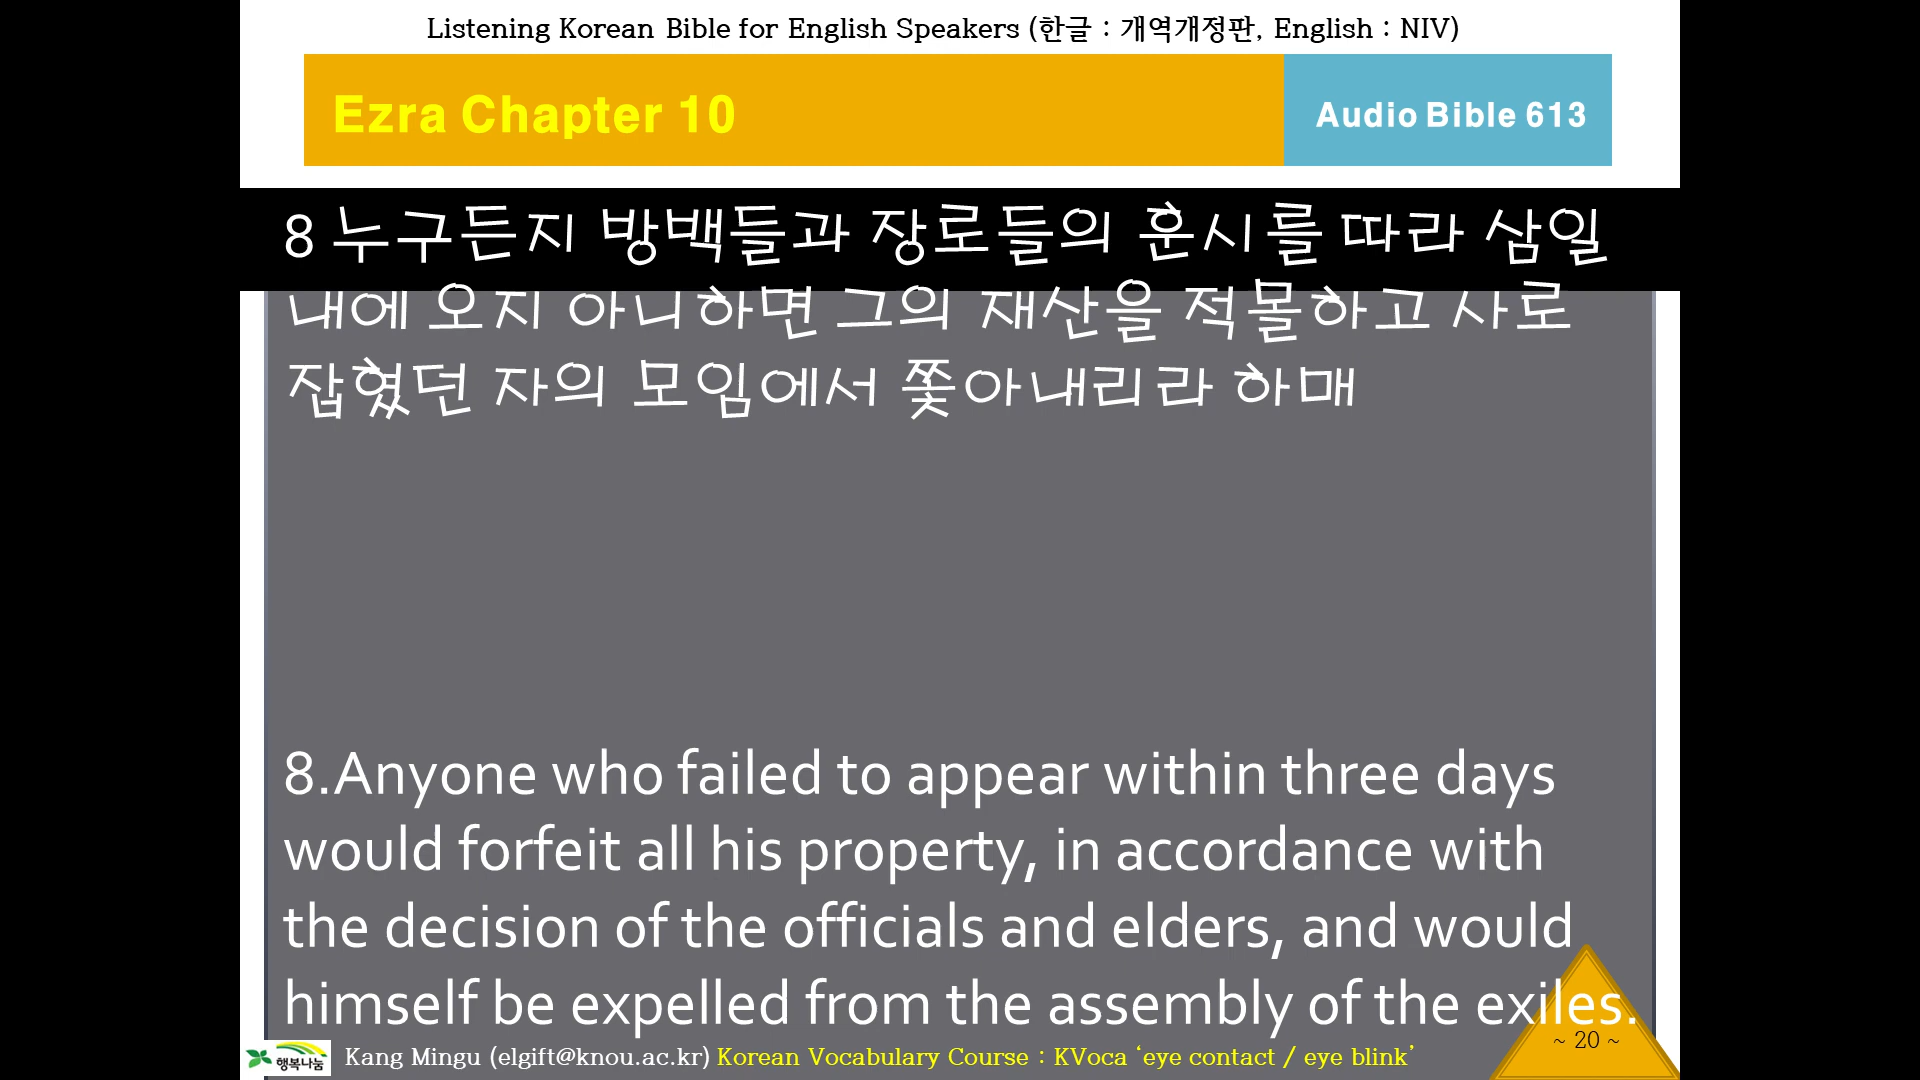 Listening Korean Bible for English Speakers (한글 : 개역개정판, English : NIV)
Ezra Chapter 10
Audio Bible 613
8 누구든지 방백들과 장로들의 훈시를 따라 삼일
내에 오지 아니하면 그의 재산을 적몰하고 사로
잡혔던 자의 모임에서 쫓아내리라 하매
8.Anyone who failed to appear within three days
would forfeit all his property, in accordance with
the decision of the officials and elders, and would
himself be expelled from the assembly of the exiles.
~ 20 ~
행복나눔
Kang Mingu (elgift@knou.ac.kr) Korean Vocabulary Course : KVoca ‘eye contact / eye blink’